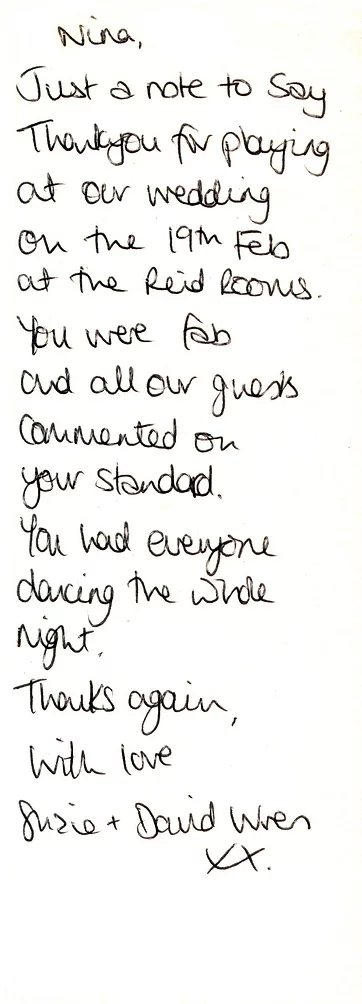 Nina,
Just a note to say
Thankyou for playing
at our wedding
on the 19th Feb
at the Reid Rooms.
You were fab
and all our guests
commented on
your standard.
You had everyone
dancing the whole
night.
Thanks again,
with love
Suzie + David Wren
xx.